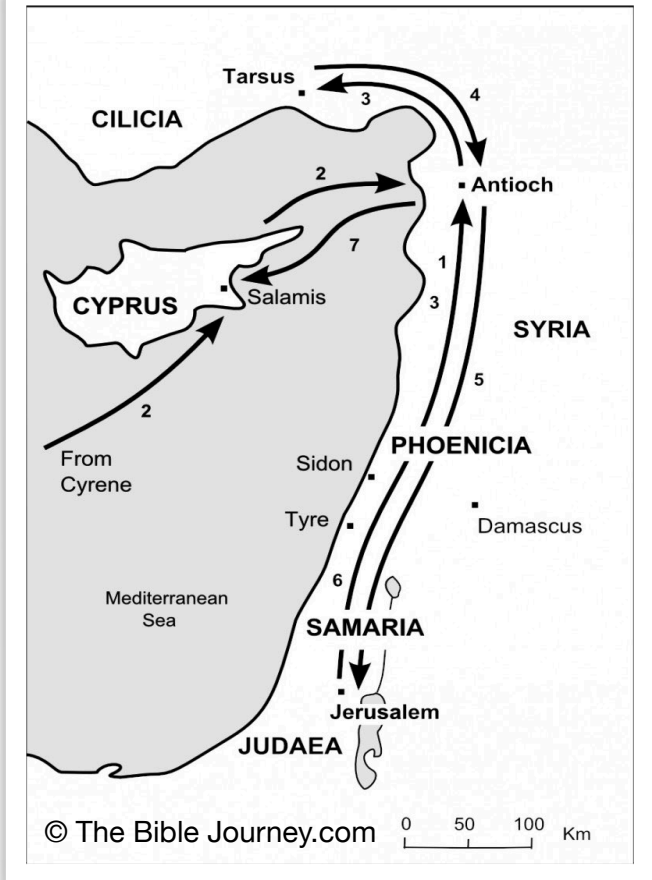 Tarsus
3
4
CILICIA
2
Antioch
7
1
CYPRUS
Salamis
3
SYRIA
5
2
PHOENICIA
From
Cyrene
Sidon
Tyre
Damascus
6
Mediterranean
Sea
SAMARIA
Jerusalem
JUDAEA
© The Bible Journey.com
0 50 100 Km